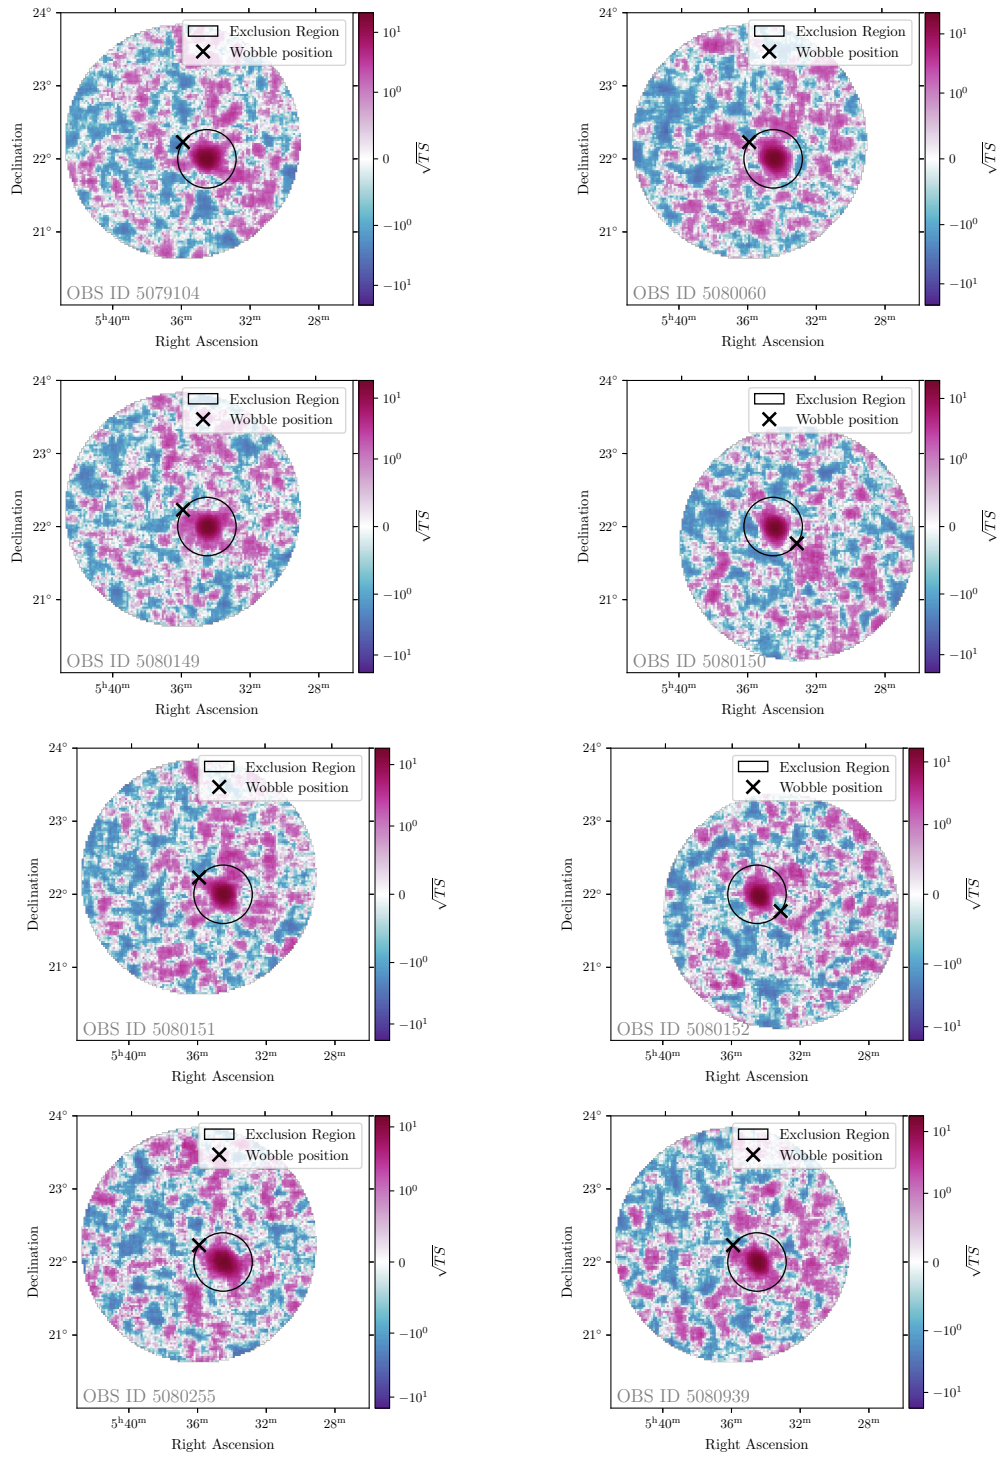 24°
23°
22°
21°
Declination
Exclusion Region
Wobble position
OBS ID 5079104
5ʰ40ᵐ 36ᵐ 32ᵐ 28ᵐ
Right Ascension
10¹
10⁰
0
−10⁰
−10¹
√TS
24°
23°
22°
21°
Declination
Exclusion Region
Wobble position
OBS ID 5080060
5ʰ40ᵐ 36ᵐ 32ᵐ 28ᵐ
Right Ascension
10¹
10⁰
0
−10⁰
−10¹
√TS
24°
23°
22°
21°
Declination
Exclusion Region
Wobble position
OBS ID 5080149
5ʰ40ᵐ 36ᵐ 32ᵐ 28ᵐ
Right Ascension
10¹
10⁰
0
−10⁰
−10¹
√TS
24°
23°
22°
21°
Declination
Exclusion Region
Wobble position
OBS ID 5080150
5ʰ40ᵐ 36ᵐ 32ᵐ 28ᵐ
Right Ascension
10¹
10⁰
0
−10⁰
−10¹
√TS
24°
23°
22°
21°
Declination
Exclusion Region
Wobble position
OBS ID 5080151
5ʰ40ᵐ 36ᵐ 32ᵐ 28ᵐ
Right Ascension
10¹
10⁰
0
−10⁰
−10¹
√TS
24°
23°
22°
21°
Declination
Exclusion Region
Wobble position
OBS ID 5080152
5ʰ40ᵐ 36ᵐ 32ᵐ 28ᵐ
Right Ascension
10¹
10⁰
0
−10⁰
−10¹
√TS
24°
23°
22°
21°
Declination
Exclusion Region
Wobble position
OBS ID 5080255
5ʰ40ᵐ 36ᵐ 32ᵐ 28ᵐ
Right Ascension
10¹
10⁰
0
−10⁰
−10¹
√TS
24°
23°
22°
21°
Declination
Exclusion Region
Wobble position
OBS ID 5080939
5ʰ40ᵐ 36ᵐ 32ᵐ 28ᵐ
Right Ascension
10¹
10⁰
0
−10⁰
−10¹
√TS